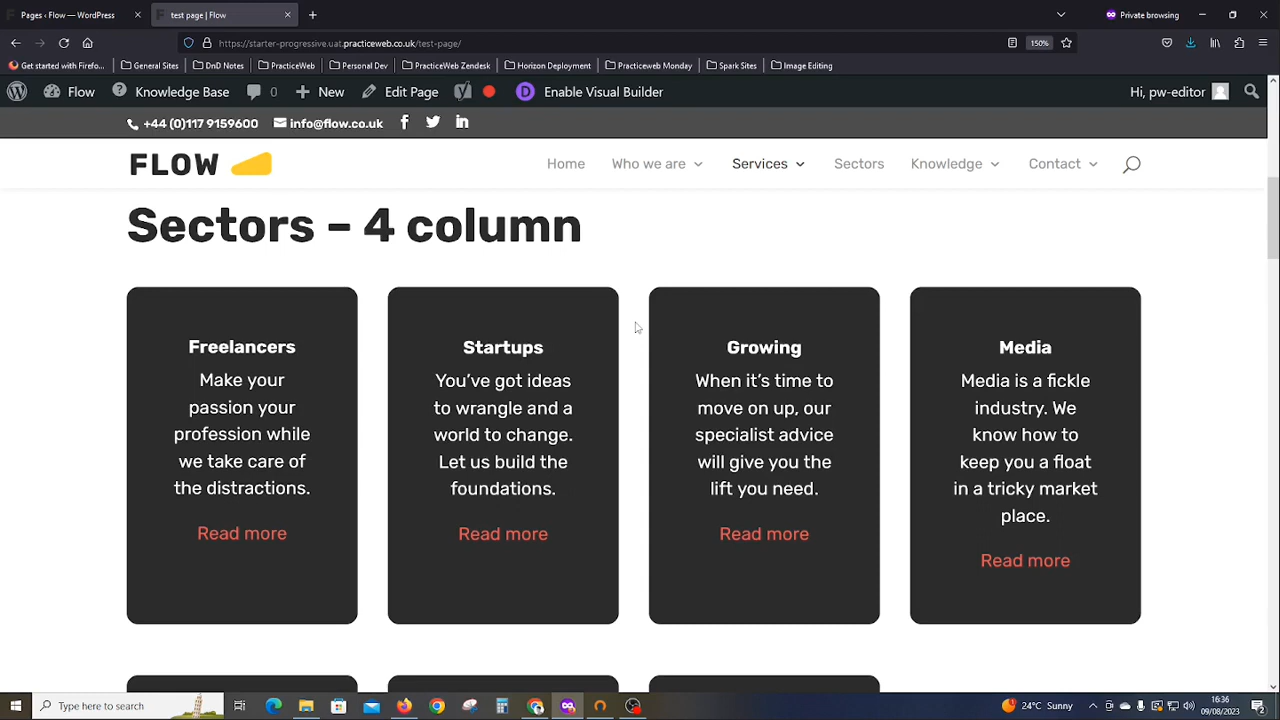 Pages ‹ Flow — WordPress
test page | Flow
Private browsing
https://starter-progressive.uat.practiceweb.co.uk/test-page/
150%
Get started with Firefo...
General Sites
DnD Notes
PracticeWeb
Personal Dev
PracticeWeb Zendesk
Horizon Deployment
Practiceweb Monday
Spark Sites
Image Editing
Flow
Knowledge Base
0
New
Edit Page
D
Enable Visual Builder
Hi, pw-editor
+44 (0)117 9159600
info@flow.co.uk
FLOW
Home
Who we are
Services
Sectors
Knowledge
Contact
Sectors – 4 column
Freelancers
Make your
passion your
profession while
we take care of
the distractions.
Read more
Startups
You’ve got ideas
to wrangle and a
world to change.
Let us build the
foundations.
Read more
Growing
When it’s time to
move on up, our
specialist advice
will give you the
lift you need.
Read more
Media
Media is a fickle
industry. We
know how to
keep you a float
in a tricky market
place.
Read more
Type here to search
24°C Sunny
16:36
09/08/2023
2